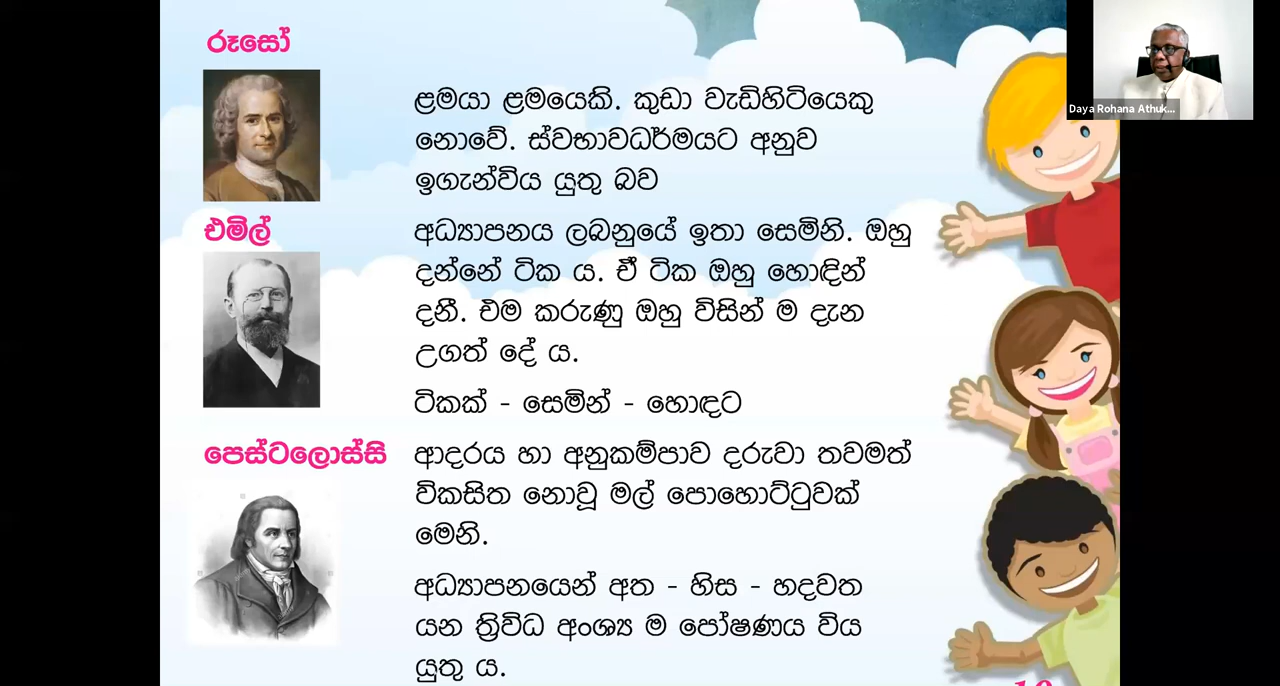 රූසෝ
Daya Rohana Athuk...
ළමයා ළමයෙකි. කුඩා වැඩිහිටියෙකු
නොවේ. ස්වභාවධර්මයට අනුව
ඉගැන්විය යුතු බව
එමිල්
අධ්‍යාපනය ලබනුයේ ඉතා සෙමිනි. ඔහු
දන්නේ ටික ය. ඒ ටික ඔහු හොඳින්
දනී. එම කරුණු ඔහු විසින් ම දැන
උගත් දේ ය.
ටිකක් - සෙමින් - හොඳට
පෙස්ටලොස්සි
ආදරය හා අනුකම්පාව දරුවා තවමත්
විකසිත නොවූ මල් පොහොට්ටුවක්
මෙනි.
අධ්‍යාපනයෙන් අත - හිස - හදවත
යන ත්‍රිවිධ අංශ්‍ය ම පෝෂණය විය
යුතු ය.